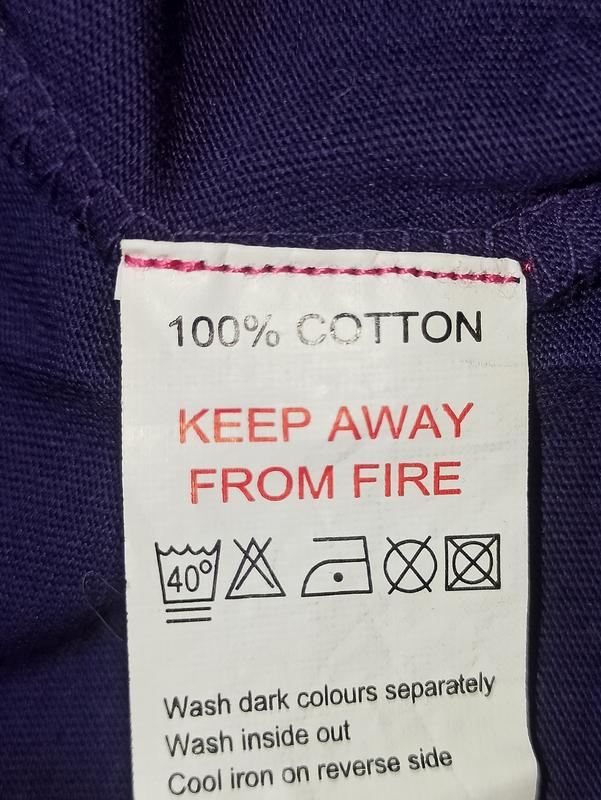 100% COTTON
KEEP AWAY
FROM FIRE
40°
Wash dark colours separately
Wash inside out
Cool iron on reverse side